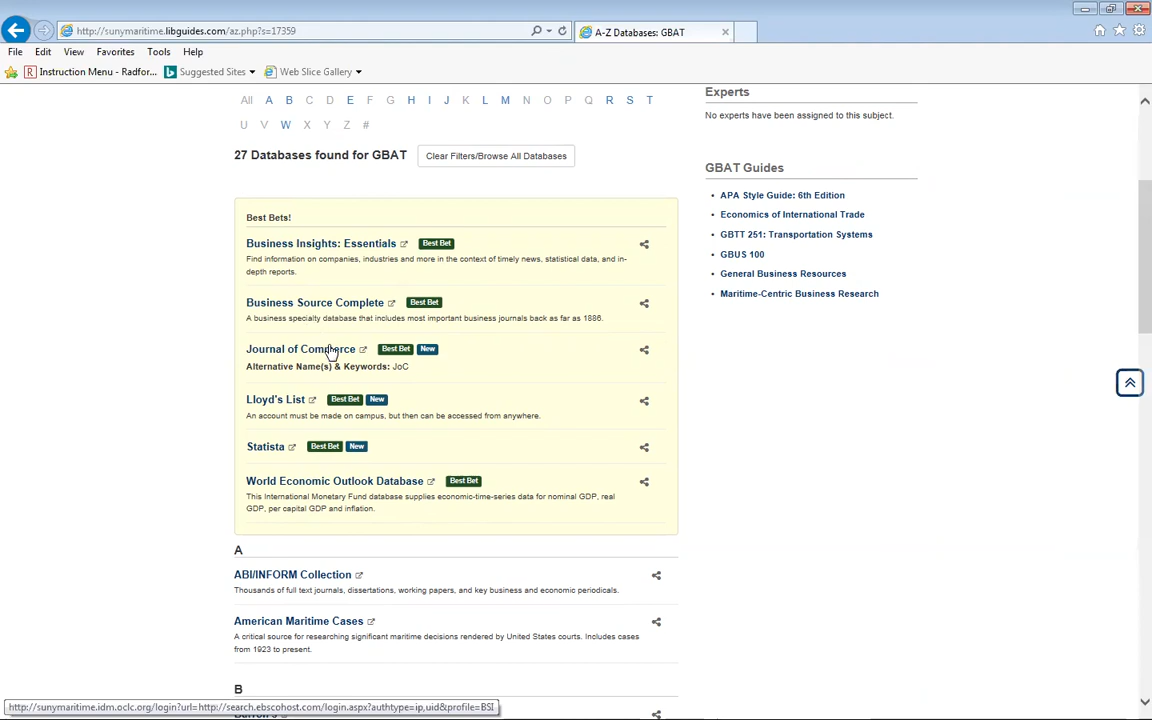 http://sunymaritime.libguides.com/az.php?s=17359
A-Z Databases: GBAT
File Edit View Favorites Tools Help
Instruction Menu - Radfor... Suggested Sites Web Slice Gallery
All A B C D E F G H I J K L M N O P Q R S T
U V W X Y Z #
27 Databases found for GBAT
Clear Filters/Browse All Databases
Best Bets!
Business Insights: Essentials Best Bet
Find information on companies, industries and more in the context of timely news, statistical data, and in-
depth reports.
Business Source Complete Best Bet
A business specialty database that includes most important business journals back as far as 1886.
Journal of Commerce Best Bet New
Alternative Name(s) & Keywords: JoC
Lloyd's List Best Bet New
An account must be made on campus, but then can be accessed from anywhere.
Statista Best Bet New
World Economic Outlook Database Best Bet
This International Monetary Fund database supplies economic-time-series data for nominal GDP, real
GDP, per capital GDP and inflation.
A
ABI/INFORM Collection
Thousands of full text journals, dissertations, working papers, and key business and economic periodicals.
American Maritime Cases
A critical source for researching significant maritime decisions rendered by United States courts. Includes cases
from 1923 to present.
B
Barron's
Experts
No experts have been assigned to this subject.
GBAT Guides
APA Style Guide: 6th Edition
Economics of International Trade
GBTT 251: Transportation Systems
GBUS 100
General Business Resources
Maritime-Centric Business Research
http://sunymaritime.idm.oclc.org/login?url=http://search.ebscohost.com/login.aspx?authtype=ip,uid&profile=BSI